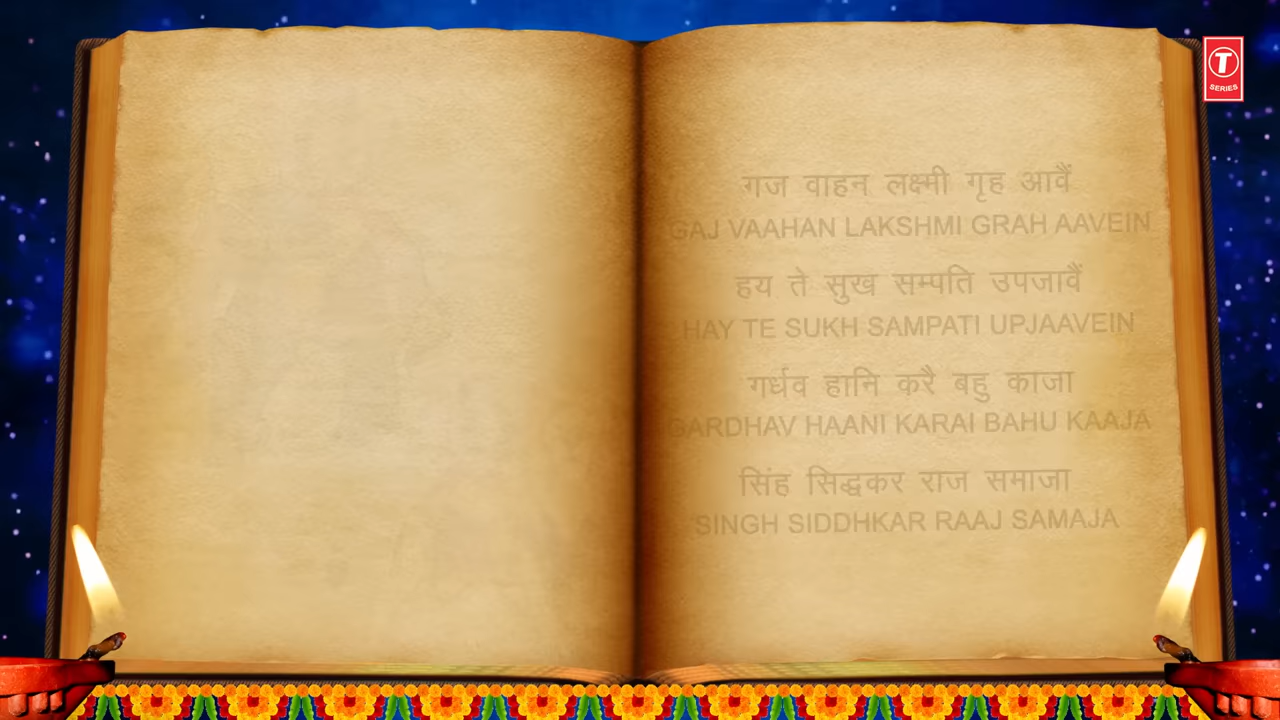 T
SERIES
गज वाहन लक्ष्मी गृह आवैं
GAJ VAAHAN LAKSHMI GRAH AAVEIN
हय ते सुख सम्पति उपजावैं
HAY TE SUKH SAMPATI UPJAAVEIN
गर्धव हानि करै बहु काजा
GARDHAV HAANI KARAI BAHU KAAJA
सिंह सिद्धकर राज समाजा
SINGH SIDDHKAR RAAJ SAMAJA